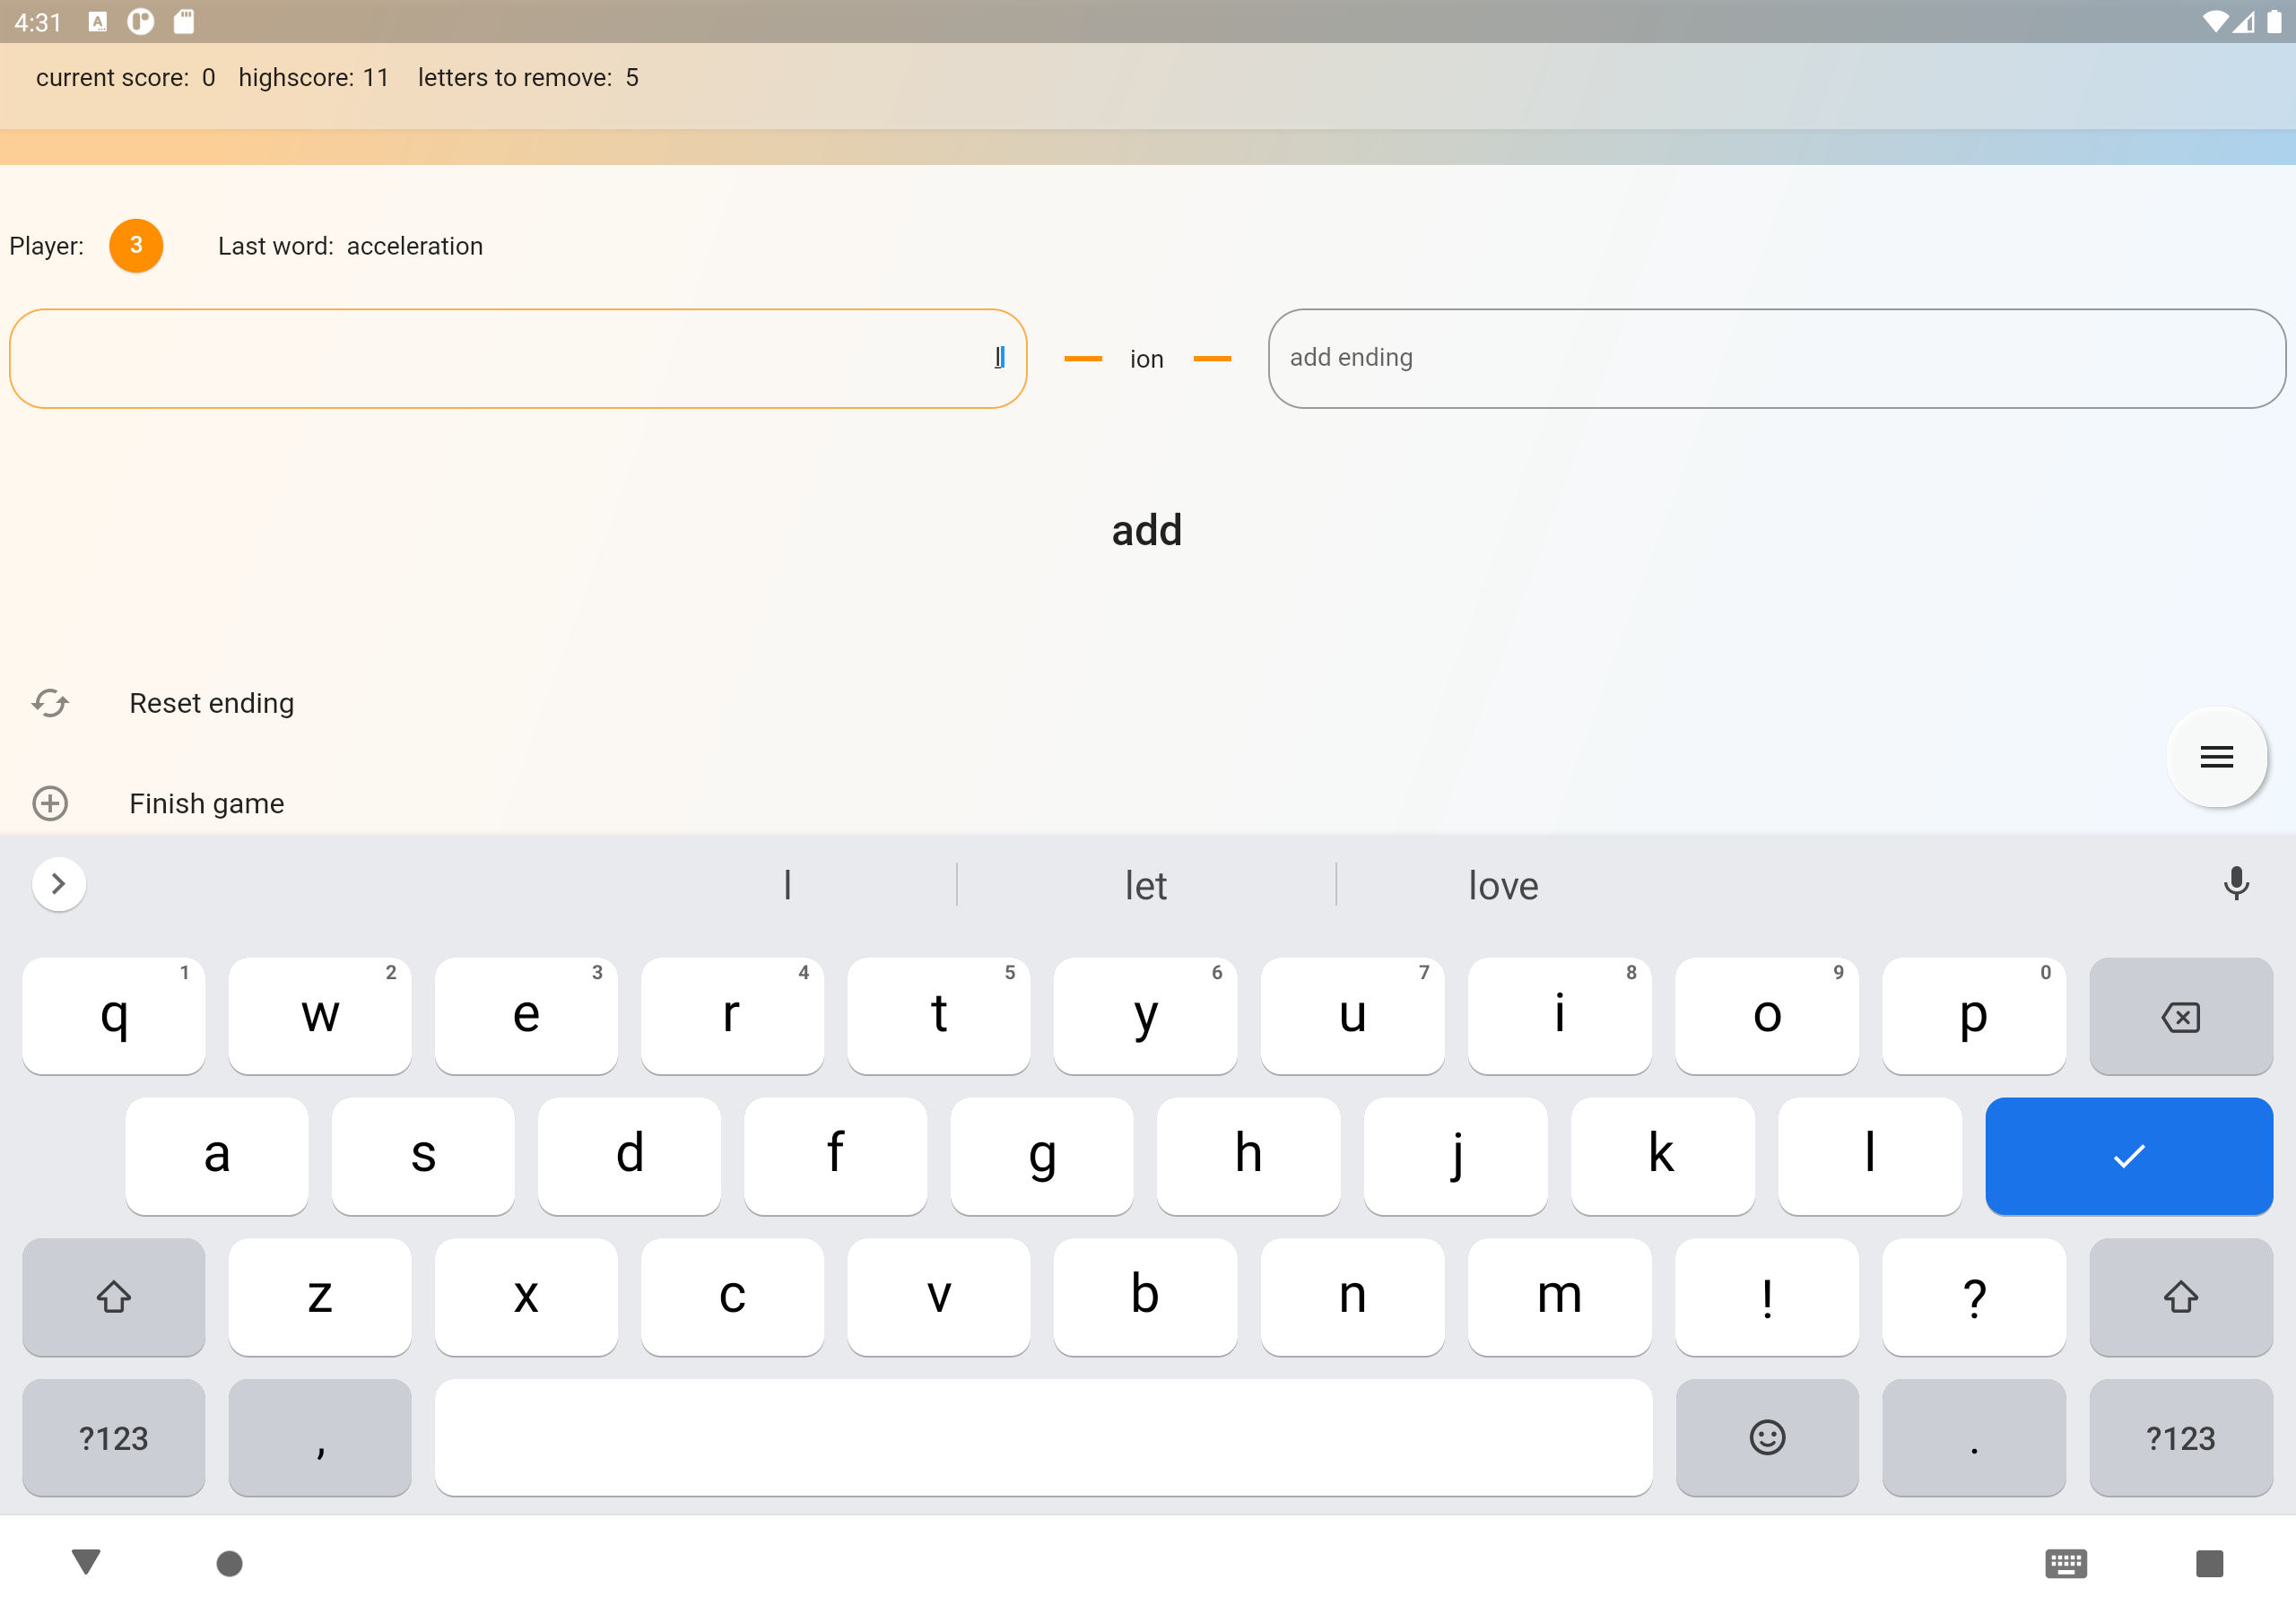 4:31
current score: 0 highscore: 11 letters to remove: 5
Player: 3 Last word: acceleration
l ion add ending
add
Reset ending
Finish game
l let love
q 1 w 2 e 3 r 4 t 5 y 6 u 7 i 8 o 9 p 0
a s d f g h j k l
z x c v b n m ! ?
?123 , . ?123